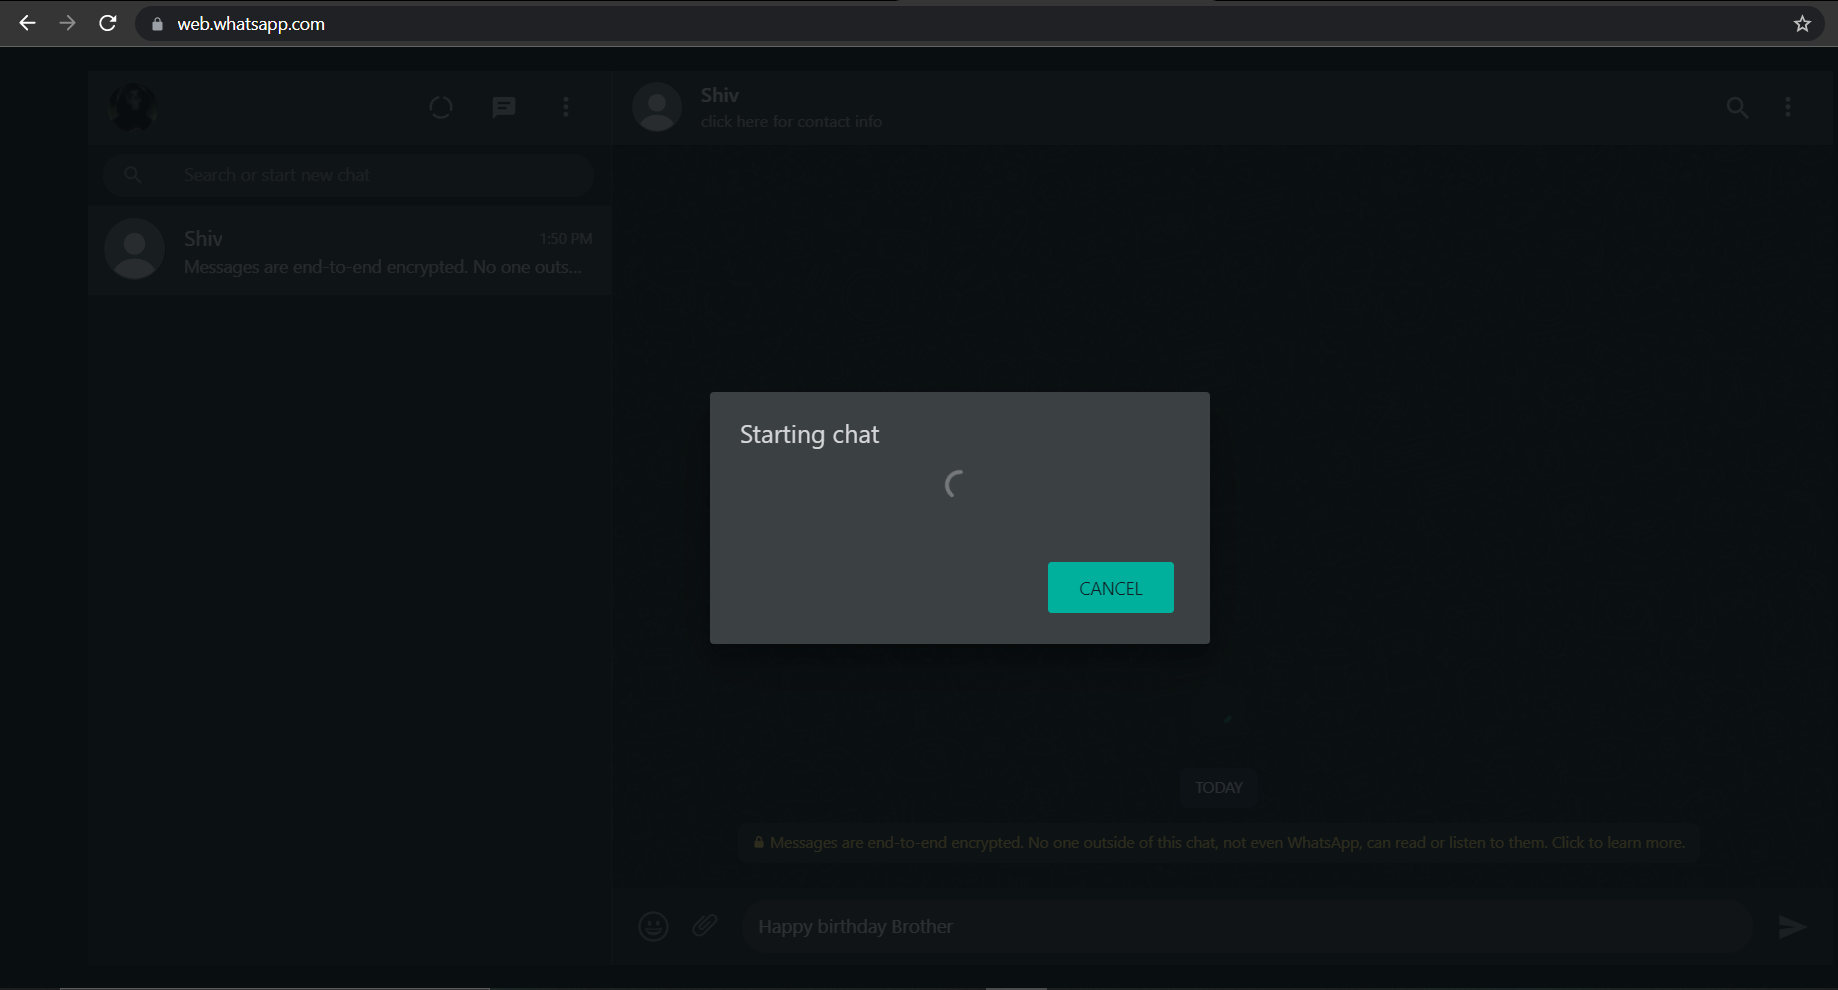 web.whatsapp.com
Shiv
click here for contact info
Search or start new chat
Shiv
1:50 PM
Messages are end-to-end encrypted. No one outs...
Starting chat
CANCEL
TODAY
Messages are end-to-end encrypted. No one outside of this chat, not even WhatsApp, can read or listen to them. Click to learn more.
Happy birthday Brother